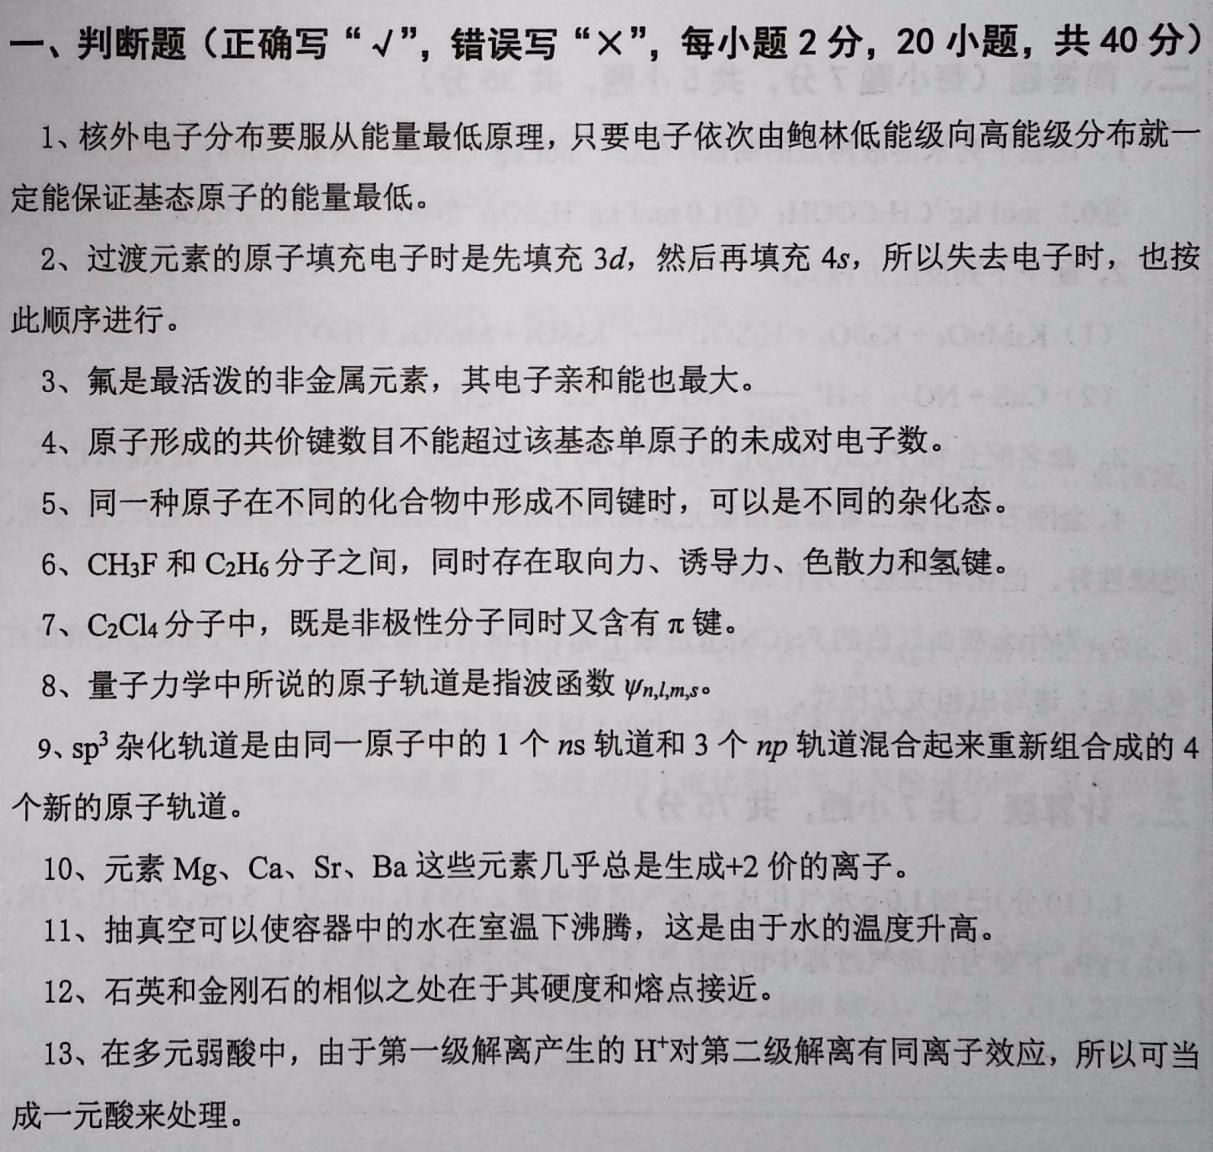 一、判断题（正确写“√”，错误写“×”，每小题 2 分，20 小题，共 40 分）
1、核外电子分布要服从能量最低原理，只要电子依次由鲍林低能级向高能级分布就一
定能保证基态原子的能量最低。
2、过渡元素的原子填充电子时是先填充 3d，然后再填充 4s，所以失去电子时，也按
此顺序进行。
3、氟是最活泼的非金属元素，其电子亲和能也最大。
4、原子形成的共价键数目不能超过该基态单原子的未成对电子数。
5、同一种原子在不同的化合物中形成不同键时，可以是不同的杂化态。
6、CH₃F 和 C₂H₆ 分子之间，同时存在取向力、诱导力、色散力和氢键。
7、C₂Cl₄ 分子中，既是非极性分子同时又含有 π 键。
8、量子力学中所说的原子轨道是指波函数 ψn,l,m,s。
9、sp³ 杂化轨道是由同一原子中的 1 个 ns 轨道和 3 个 np 轨道混合起来重新组合成的 4
个新的原子轨道。
10、元素 Mg、Ca、Sr、Ba 这些元素几乎总是生成+2 价的离子。
11、抽真空可以使容器中的水在室温下沸腾，这是由于水的温度升高。
12、石英和金刚石的相似之处在于其硬度和熔点接近。
13、在多元弱酸中，由于第一级解离产生的 H⁺对第二级解离有同离子效应，所以可当
成一元酸来处理。